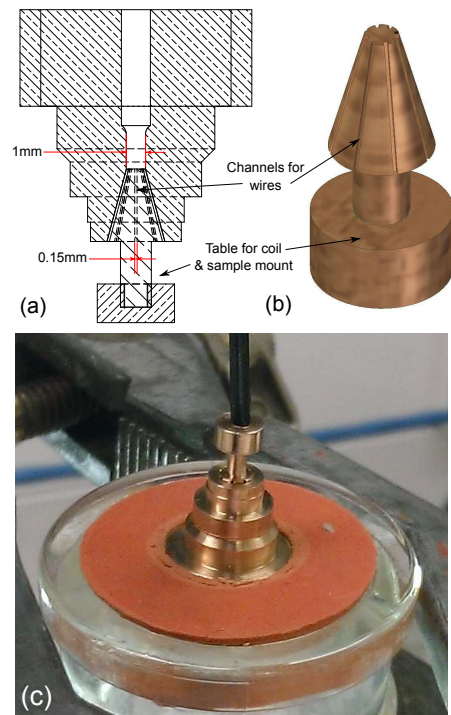 (a)
1mm
Channels for
wires
Table for coil
& sample mount
0.15mm
(b)
(c)